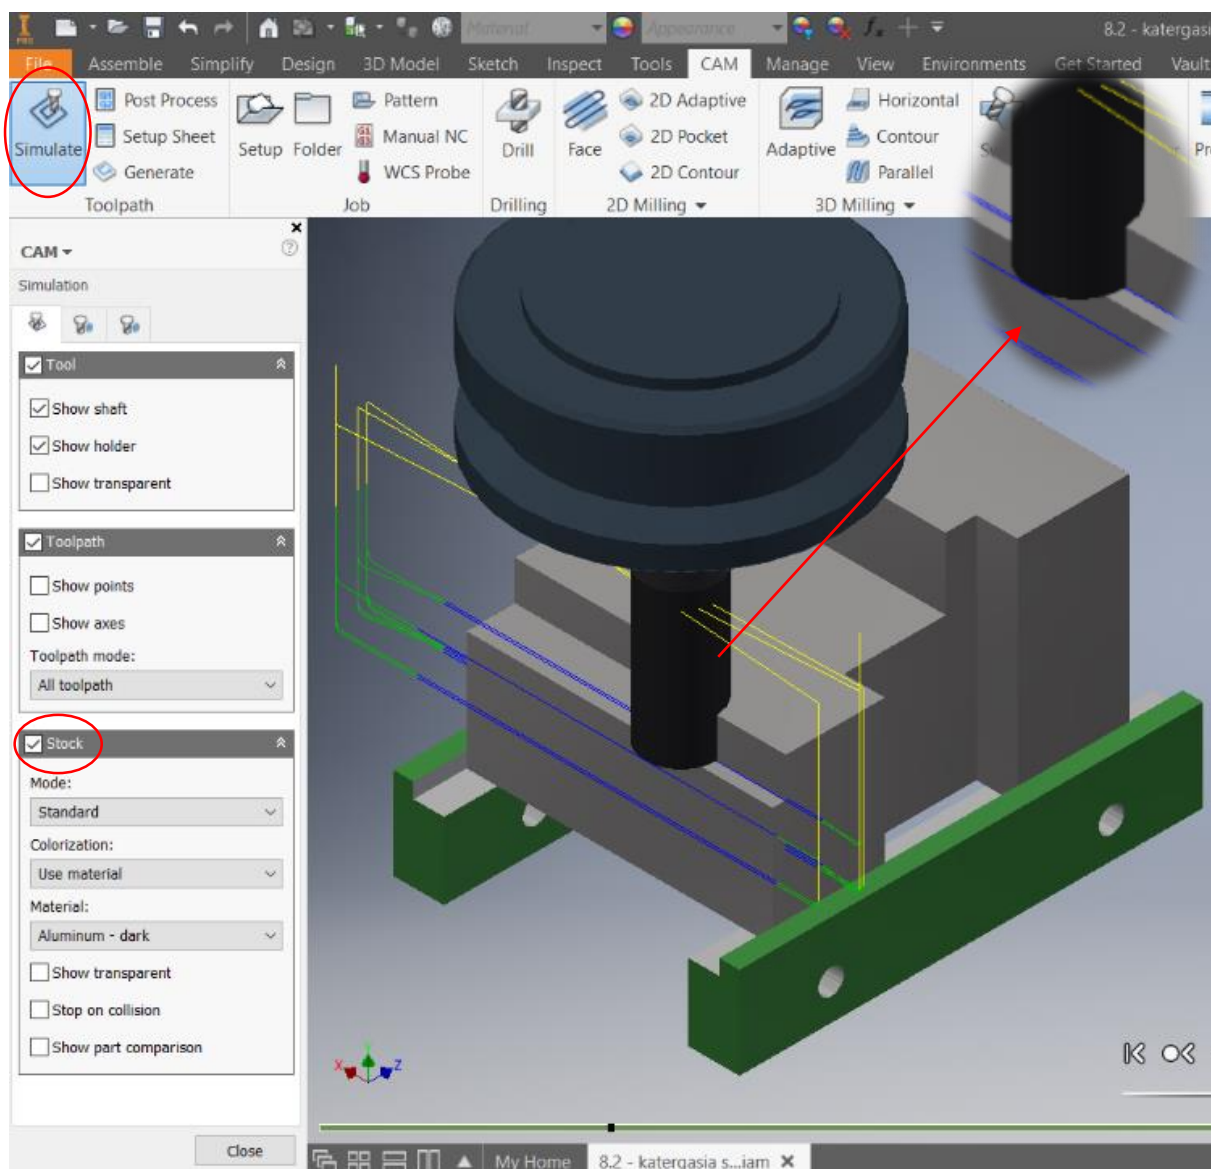 PRO
Material
Appearance
8.2 - katergasi
File Assemble Simplify Design 3D Model Sketch Inspect Tools CAM Manage View Environments Get Started Vault
Simulate
Post Process
Setup Sheet
Generate
Toolpath
Setup Folder
Pattern
Manual NC
WCS Probe
Job
Drill
Drilling
Face
2D Adaptive
2D Pocket
2D Contour
2D Milling
Adaptive
Horizontal
Contour
Parallel
3D Milling
CAM
Simulation
Tool
Show shaft
Show holder
Show transparent
Toolpath
Show points
Show axes
Toolpath mode:
All toolpath
Stock
Mode:
Standard
Colorization:
Use material
Material:
Aluminum - dark
Show transparent
Stop on collision
Show part comparison
Close
X
Z
My Home
8.2 - katergasia s...iam